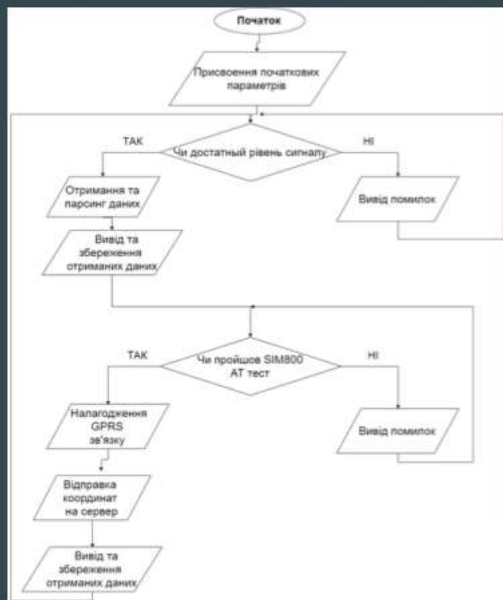 Початок
Присвоення початкових
параметрів
ТАК
Чи достатный рівень сигналу
НІ
Отримання та
парсинг даних
Вивід помилок
Вивід та
збереження
отриманих даних
ТАК
Чи пройшов SIM800
AT тест
НІ
Налагодження
GPRS
зв'язку
Вивід помилок
Відправка
координат
на сервер
Вивід та
збереження
отриманих даних